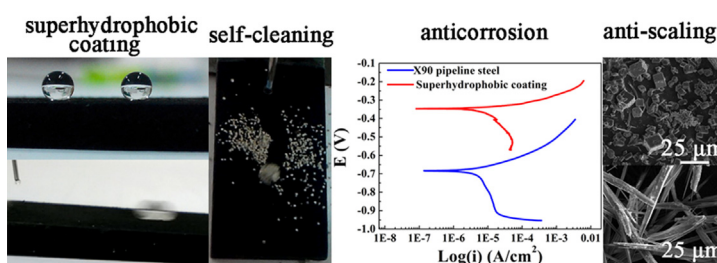 superhydrophobic
coating
self-cleaning
anticorrosion
anti-scaling
X90 pipeline steel
Superhydrophobic coating
E (V)
-0.1
-0.2
-0.3
-0.4
-0.5
-0.6
-0.7
-0.8
-0.9
-1.0
1E-8 1E-7 1E-6 1E-5 1E-4 1E-3 0.01
Log(i) (A/cm²)
25 μm
25 μm